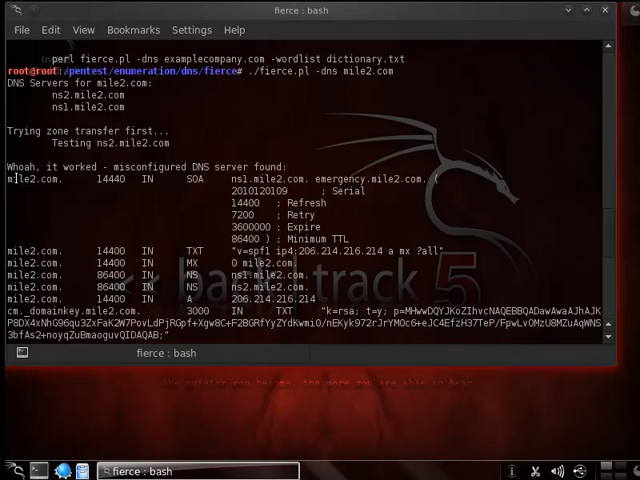 fierce : bash
File Edit View Bookmarks Settings Help
perl fierce.pl -dns examplecompany.com -wordlist dictionary.txt
root@root:/pentest/enumeration/dns/fierce# ./fierce.pl -dns mile2.com
DNS Servers for mile2.com:
ns2.mile2.com
ns1.mile2.com
Trying zone transfer first...
Testing ns2.mile2.com
Whoah, it worked - misconfigured DNS server found:
mile2.com. 14440 IN SOA ns1.mile2.com. emergency.mile2.com. (
2010120109 ; Serial
14400 ; Refresh
7200 ; Retry
3600000 ; Expire
86400 ) ; Minimum TTL
mile2.com. 14400 IN TXT "v=spf1 ip4:206.214.216.214 a mx ?all"
mile2.com. 14400 IN MX 0 mile2.com.
mile2.com. 86400 IN NS ns1.mile2.com.
mile2.com. 86400 IN NS ns2.mile2.com.
mile2.com. 14400 IN A 206.214.216.214
cm._domainkey.mile2.com. 3000 IN TXT "k=rsa; t=y; p=MHwwDQYJKoZIhvcNAQEBBQADawAwaAJhAJK
P8DX4xNhG96qu3ZxFaK2W7PovLdPjRGpf+Xgw8C+F2BGRfYyZYdKwmi0/nEKyk972rJrYM0c6+eJC4EfzH37TeP/FpwLvOMzU8MZuAqWNS
3bfAs2+noyqZuBmaoguvQIDAQAB;"
<< back | track 5
fierce : bash
fierce : bash